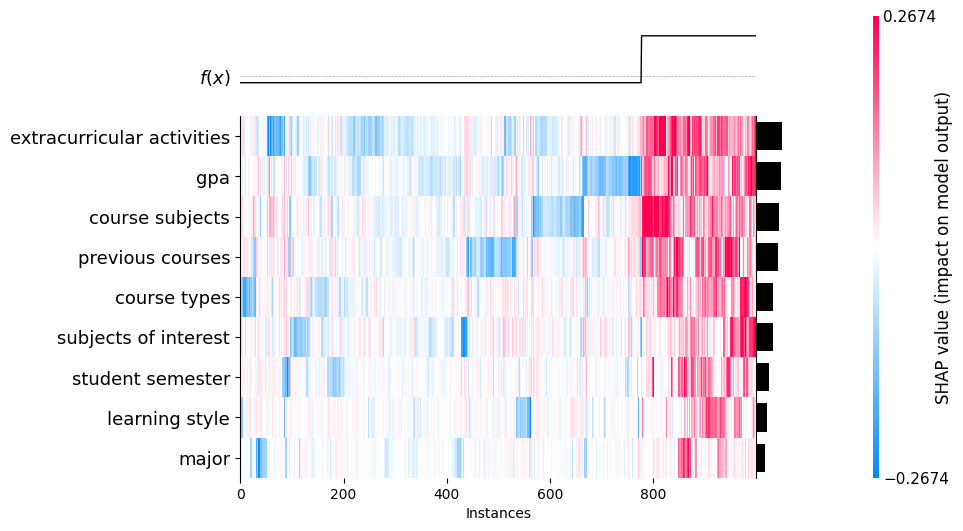 0.2674
f(x)
extracurricular activities
gpa
course subjects
previous courses
course types
subjects of interest
student semester
learning style
major
0 200 400 600 800
Instances
SHAP value (impact on model output)
−0.2674